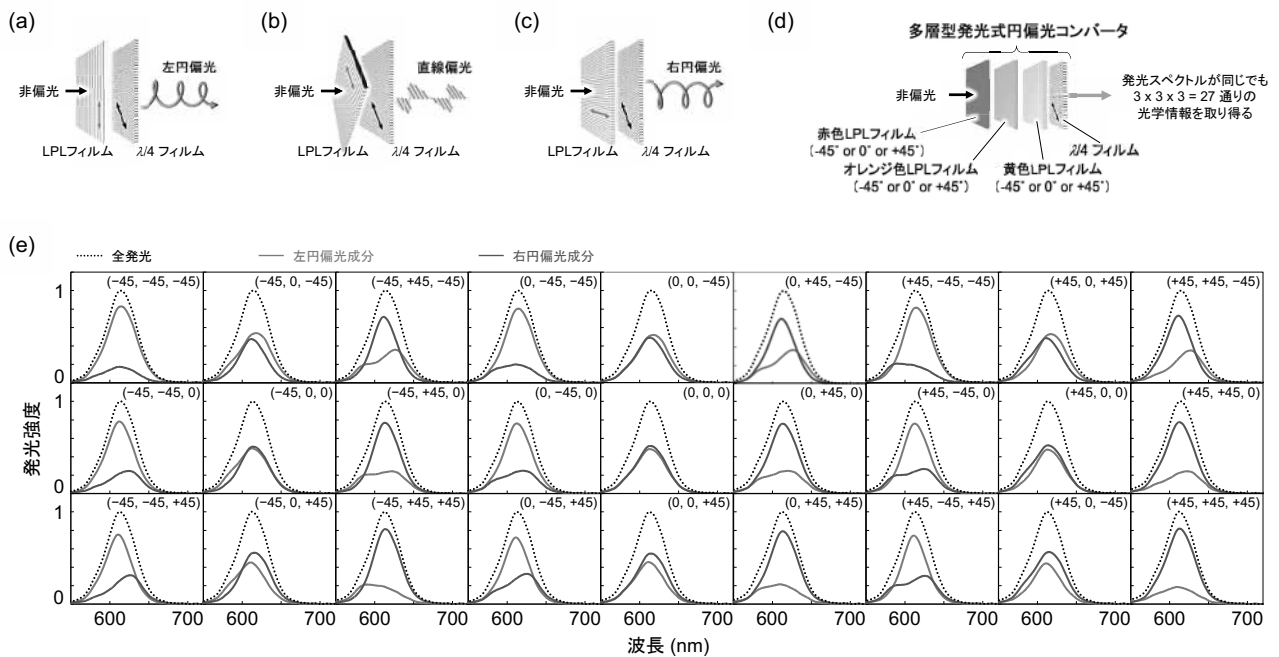 (a)
左円偏光
非偏光
LPLフィルム
λ/4 フィルム
(b)
直線偏光
非偏光
LPLフィルム
λ/4 フィルム
(c)
右円偏光
非偏光
LPLフィルム
λ/4 フィルム
(d)
多層型発光式円偏光コンバータ
非偏光
発光スペクトルが同じでも
3 x 3 x 3 = 27 通りの
光学情報を取り得る
赤色LPLフィルム
(-45° or 0° or +45°)
オレンジ色LPLフィルム
(-45° or 0° or +45°)
黄色LPLフィルム
(-45° or 0° or +45°)
λ/4 フィルム
(e)
全発光
左円偏光成分
右円偏光成分
(−45, −45, −45)
(−45, 0, −45)
(−45, +45, −45)
(0, −45, −45)
(0, 0, −45)
(0, +45, −45)
(+45, −45, −45)
(+45, 0, +45)
(+45, +45, −45)
1
0
(−45, −45, 0)
(−45, 0, 0)
(−45, +45, 0)
(0, −45, 0)
(0, 0, 0)
(0, +45, 0)
(+45, −45, 0)
(+45, 0, 0)
(+45, +45, 0)
1
0
(−45, −45, +45)
(−45, 0, +45)
(−45, +45, +45)
(0, −45, +45)
(0, 0, +45)
(0, +45, +45)
(+45, −45, +45)
(+45, 0, −45)
(+45, +45, +45)
1
0
発光強度
600 700 600 700 600 700 600 700 600 700 600 700 600 700 600 700 600 700
波長 (nm)